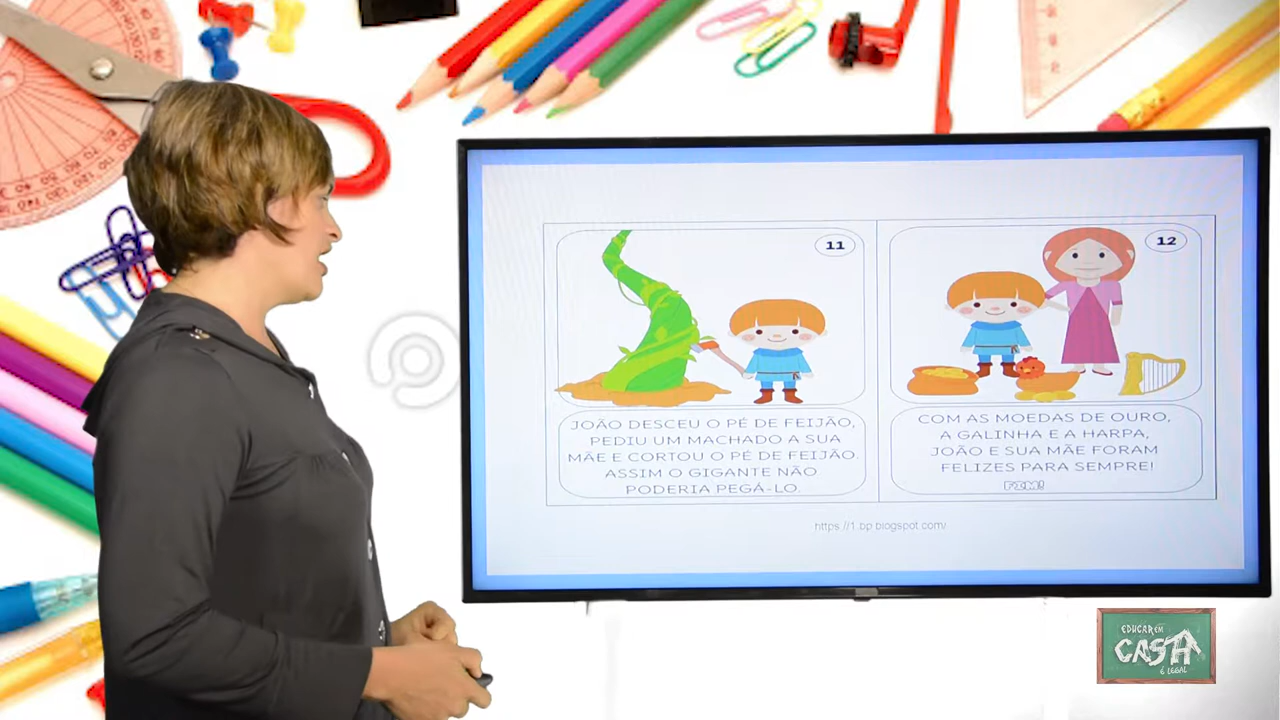 11
JOÃO DESCEU O PÉ DE FEIJÃO,
PEDIU UM MACHADO A SUA
MÃE E CORTOU O PÉ DE FEIJÃO.
ASSIM O GIGANTE NÃO
PODERIA PEGÁ-LO.
12
COM AS MOEDAS DE OURO,
A GALINHA E A HARPA,
JOÃO E SUA MÃE FORAM
FELIZES PARA SEMPRE!
FIM!
https://1.bp.blogspot.com/
EDUCAR EM
CASA
É LEGAL